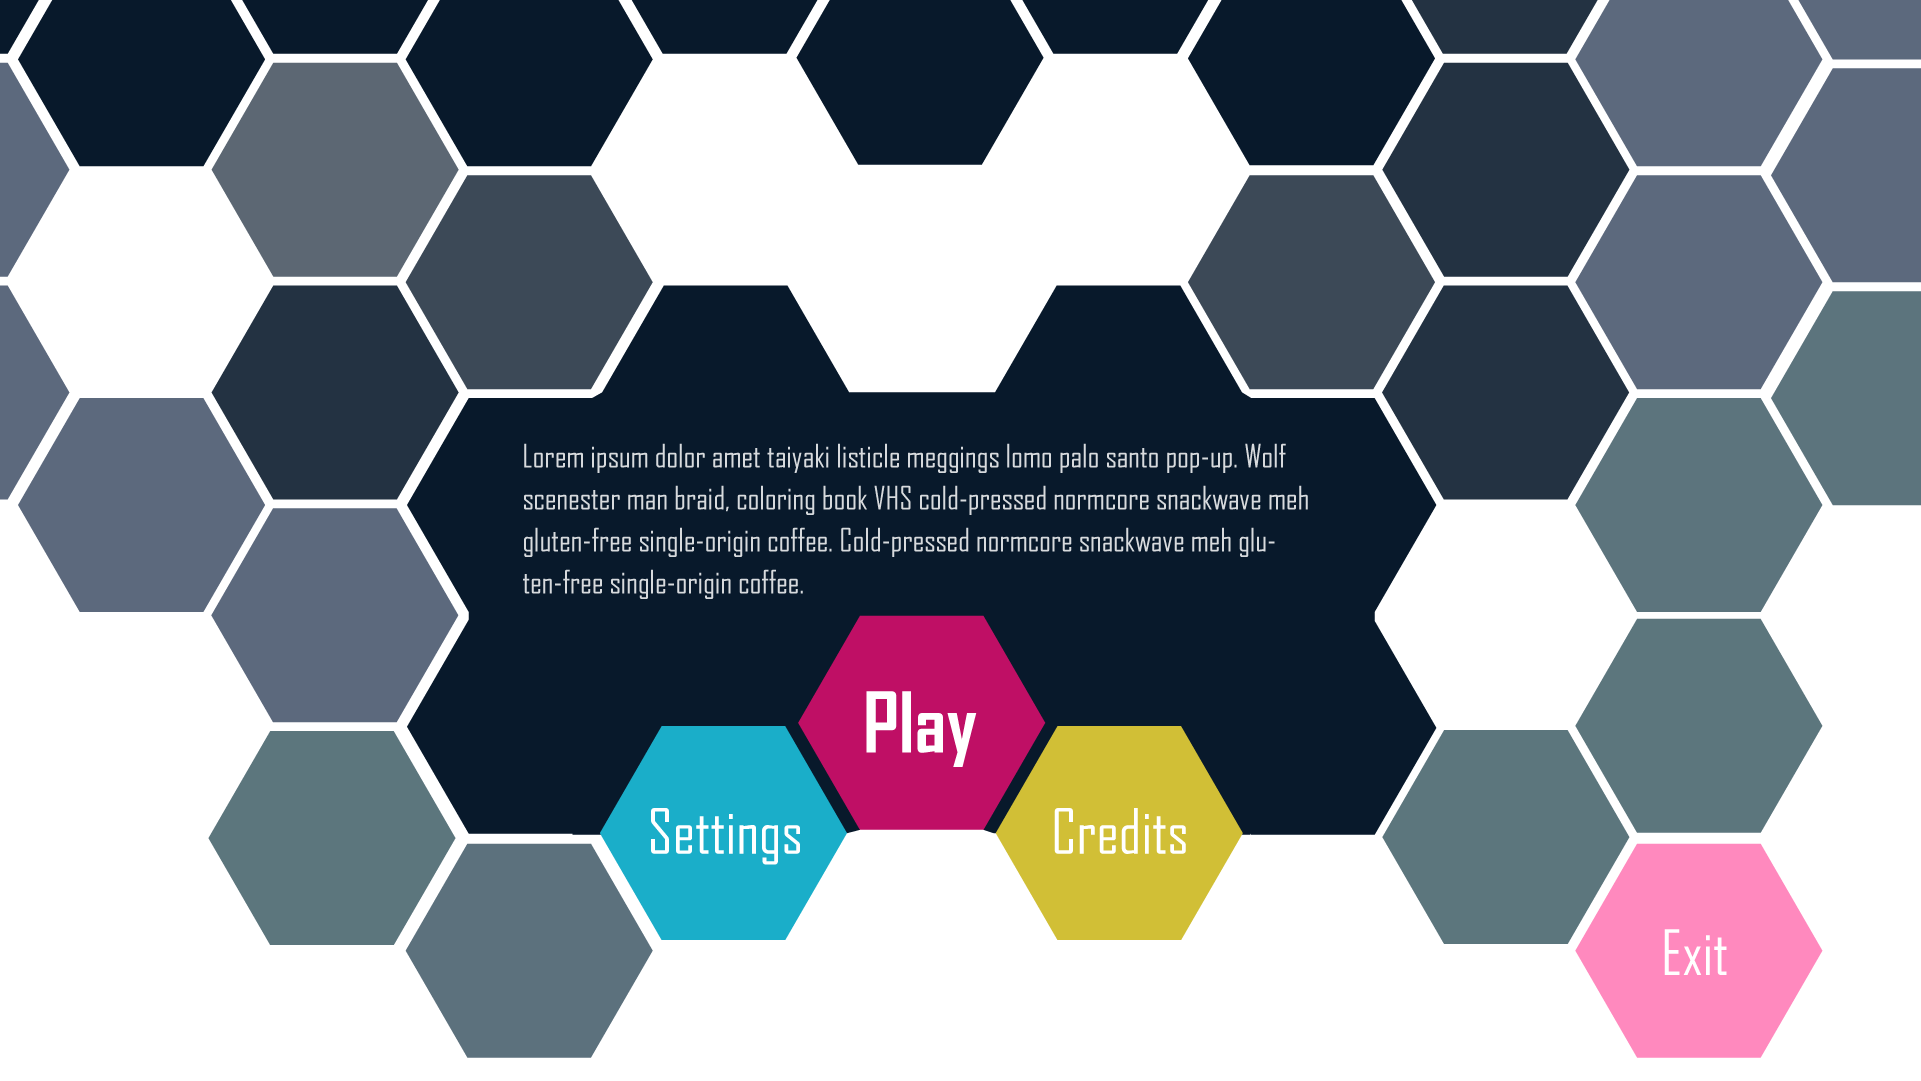 Lorem ipsum dolor amet taiyaki listicle meggings lomo palo santo pop-up. Wolf
scenester man braid, coloring book VHS cold-pressed normcore snackwave meh
gluten-free single-origin coffee. Cold-pressed normcore snackwave meh glu-
ten-free single-origin coffee.
Play
Settings
Credits
Exit